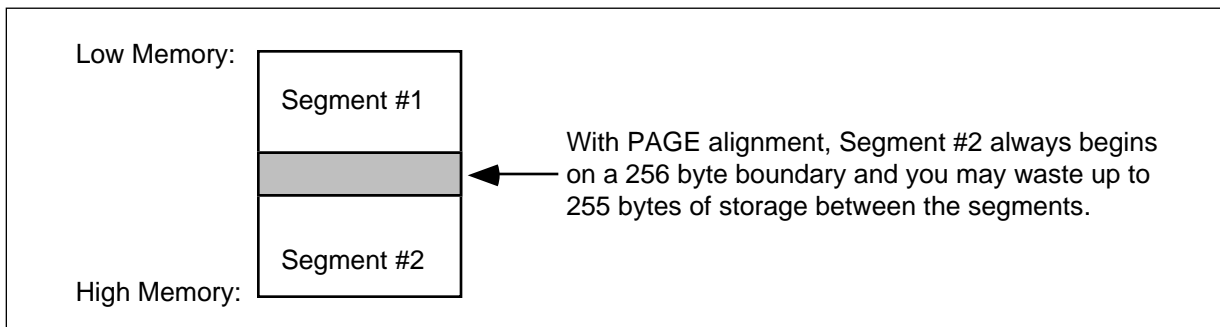 Low Memory:
Segment #1
With PAGE alignment, Segment #2 always begins
on a 256 byte boundary and you may waste up to
255 bytes of storage between the segments.
Segment #2
High Memory: